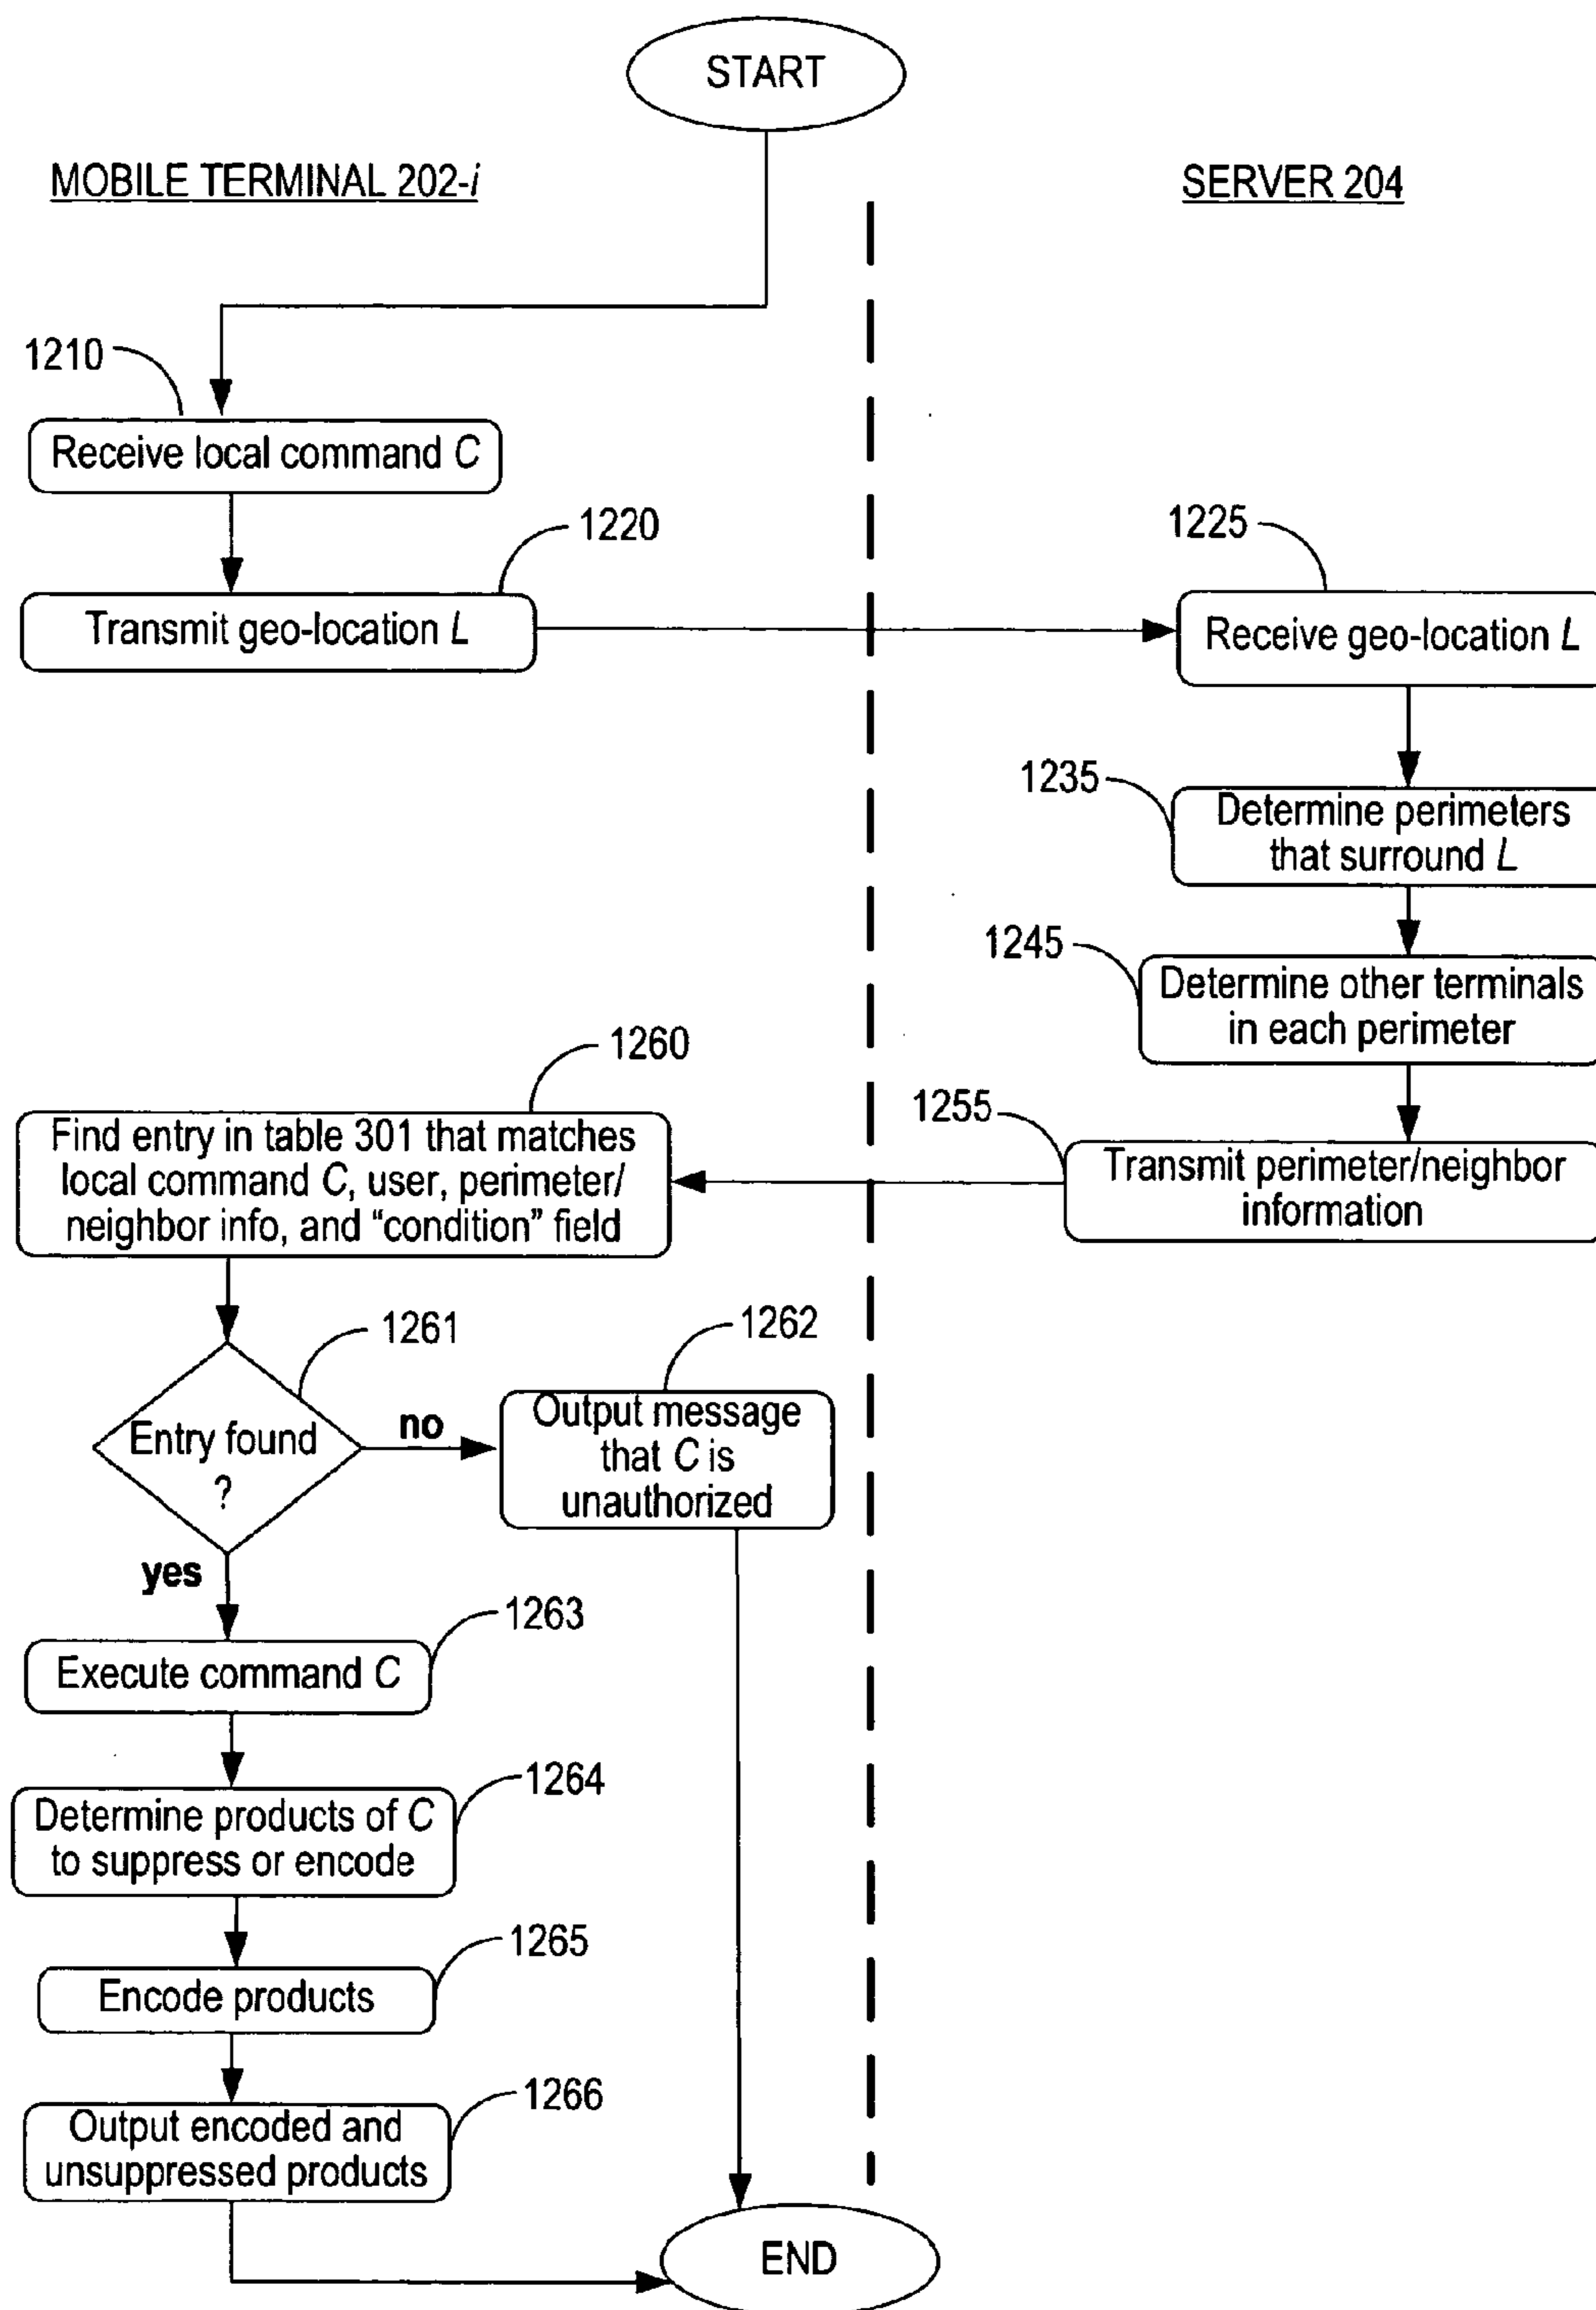 START
MOBILE TERMINAL 202-i
SERVER 204
1210
Receive local command C
1220
Transmit geo-location L
1225
Receive geo-location L
1235
Determine perimeters
that surround L
1245
Determine other terminals
in each perimeter
1255
Transmit perimeter/neighbor
information
1260
Find entry in table 301 that matches
local command C, user, perimeter/
neighbor info, and “condition” field
1261
Entry found
?
no
yes
1262
Output message
that C is
unauthorized
1263
Execute command C
1264
Determine products of C
to suppress or encode
1265
Encode products
1266
Output encoded and
unsuppressed products
END